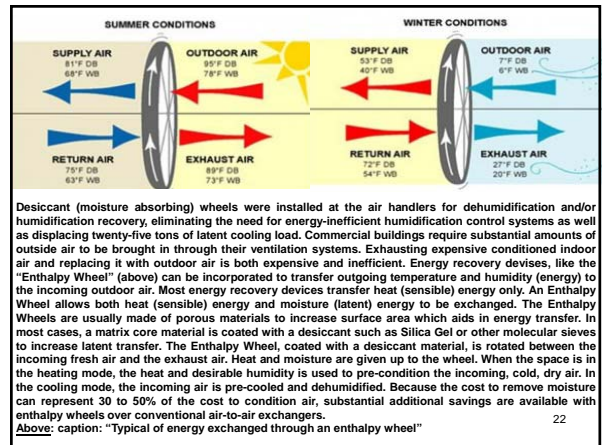 SUMMER CONDITIONS
SUPPLY AIR
81°F DB
68°F WB
OUTDOOR AIR
95°F DB
78°F WB
RETURN AIR
75°F DB
63°F WB
EXHAUST AIR
89°F DB
73°F WB
WINTER CONDITIONS
SUPPLY AIR
53°F DB
40°F WB
OUTDOOR AIR
7°F DB
6°F WB
RETURN AIR
72°F DB
54°F WB
EXHAUST AIR
27°F DB
20°F WB
Desiccant (moisture absorbing) wheels were installed at the air handlers for dehumidification and/or
humidification recovery, eliminating the need for energy-inefficient humidification control systems as well
as displacing twenty-five tons of latent cooling load. Commercial buildings require substantial amounts of
outside air to be brought in through their ventilation systems. Exhausting expensive conditioned indoor
air and replacing it with outdoor air is both expensive and inefficient. Energy recovery devises, like the
“Enthalpy Wheel” (above) can be incorporated to transfer outgoing temperature and humidity (energy) to
the incoming outdoor air. Most energy recovery devices transfer heat (sensible) energy only. An Enthalpy
Wheel allows both heat (sensible) energy and moisture (latent) energy to be exchanged. The Enthalpy
Wheels are usually made of porous materials to increase surface area which aids in energy transfer. In
most cases, a matrix core material is coated with a desiccant such as Silica Gel or other molecular sieves
to increase latent transfer. The Enthalpy Wheel, coated with a desiccant material, is rotated between the
incoming fresh air and the exhaust air. Heat and moisture are given up to the wheel. When the space is in
the heating mode, the heat and desirable humidity is used to pre-condition the incoming, cold, dry air. In
the cooling mode, the incoming air is pre-cooled and dehumidified. Because the cost to remove moisture
can represent 30 to 50% of the cost to condition air, substantial additional savings are available with
enthalpy wheels over conventional air-to-air exchangers.
22
Above: caption: “Typical of energy exchanged through an enthalpy wheel”